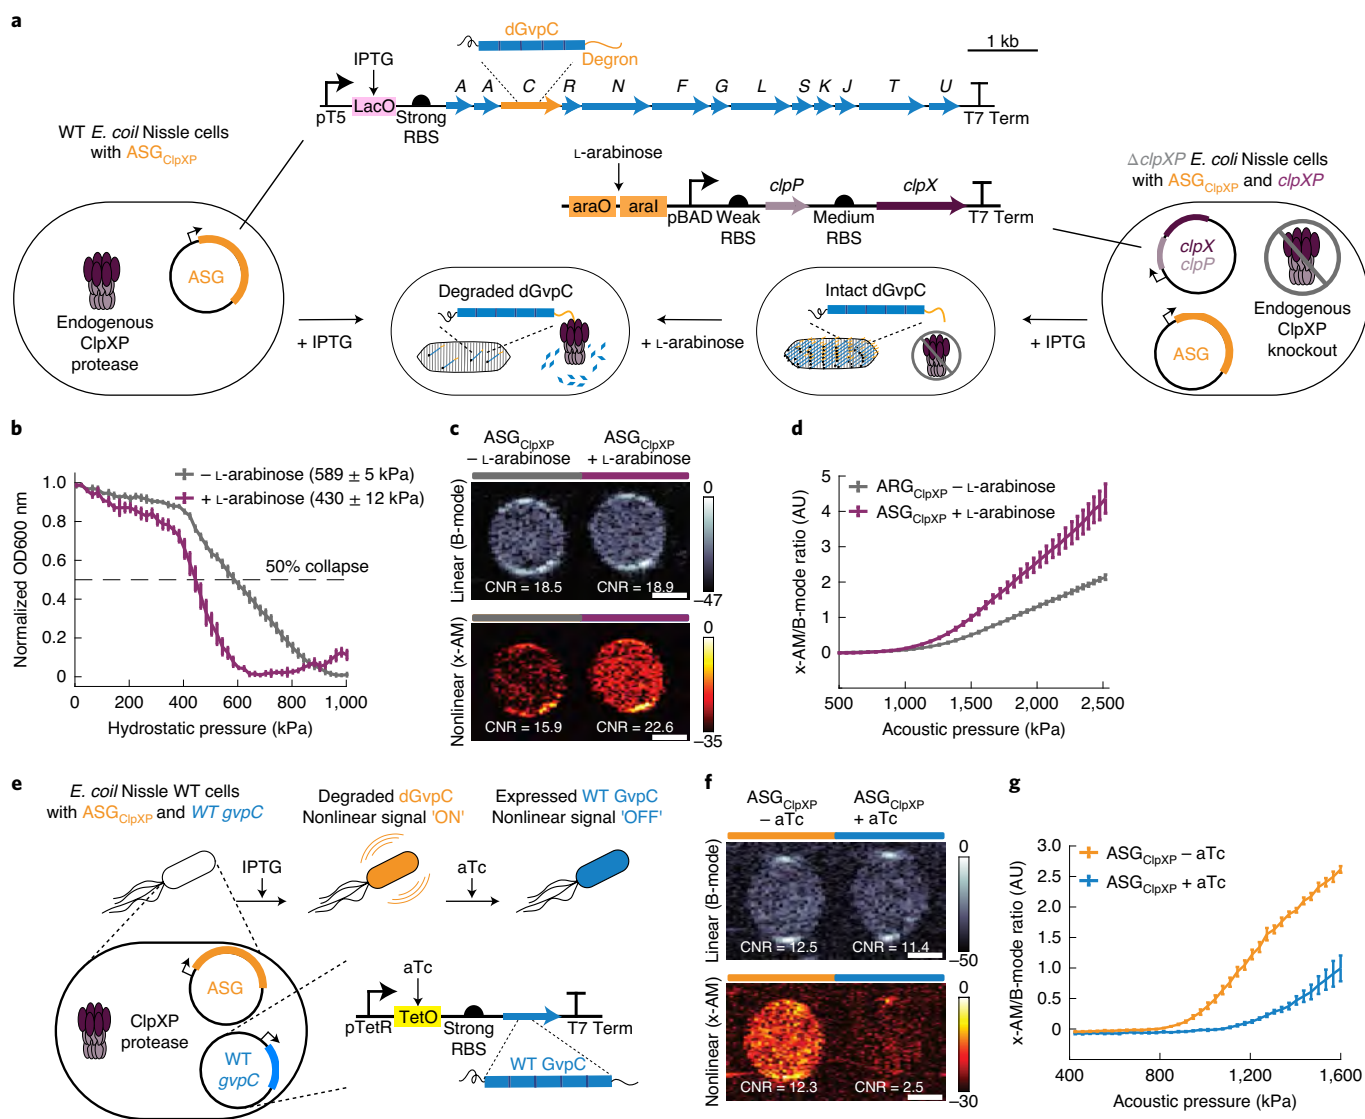 a
dGvpC
Degron
1 kb
IPTG
A A C R N F G L S K J T U
LacO
pT5
Strong
RBS
T7 Term
WT E. coil Nissle cells
with ASGClpXP
L-arabinose
clpP
clpX
araO
araI
pBAD
Weak
RBS
Medium
RBS
T7 Term
ΔclpXP E. coli Nissle cells
with ASGClpXP and clpXP
ASG
Endogenous
ClpXP
protease
+ IPTG
Degraded dGvpC
+ L-arabinose
Intact dGvpC
+ IPTG
clpX
clpP
ASG
Endogenous
ClpXP
knockout
b
– L-arabinose (589 ± 5 kPa)
+ L-arabinose (430 ± 12 kPa)
50% collapse
Normalized OD600 nm
1.0
0.8
0.6
0.4
0.2
0
0 200 400 600 800 1,000
Hydrostatic pressure (kPa)
c
ASGClpXP
– L-arabinose
ASGClpXP
+ L-arabinose
Linear (B-mode)
CNR = 18.5
CNR = 18.9
0
–47
Nonlinear (x-AM)
CNR = 15.9
CNR = 22.6
0
–35
d
ARGClpXP – L-arabinose
ASGClpXP + L-arabinose
x-AM/B-mode ratio (AU)
5
4
3
2
1
0
500 1,000 1,500 2,000 2,500
Acoustic pressure (kPa)
e
E. coil Nissle WT cells
with ASGClpXP and WT gvpC
Degraded dGvpC
Nonlinear signal 'ON'
Expressed WT GvpC
Nonlinear signal 'OFF'
IPTG
aTc
ASG
ClpXP
protease
WT
gvpC
aTc
TetO
pTetR
Strong
RBS
T7 Term
WT GvpC
f
ASGClpXP
– aTc
ASGClpXP
+ aTc
Linear (B-mode)
CNR = 12.5
CNR = 11.4
0
–50
Nonlinear (x-AM)
CNR = 12.3
CNR = 2.5
0
–30
g
ASGClpXP – aTc
ASGClpXP + aTc
x-AM/B-mode ratio (AU)
3.0
2.5
2.0
1.5
1.0
0.5
0
400 800 1,200 1,600
Acoustic pressure (kPa)